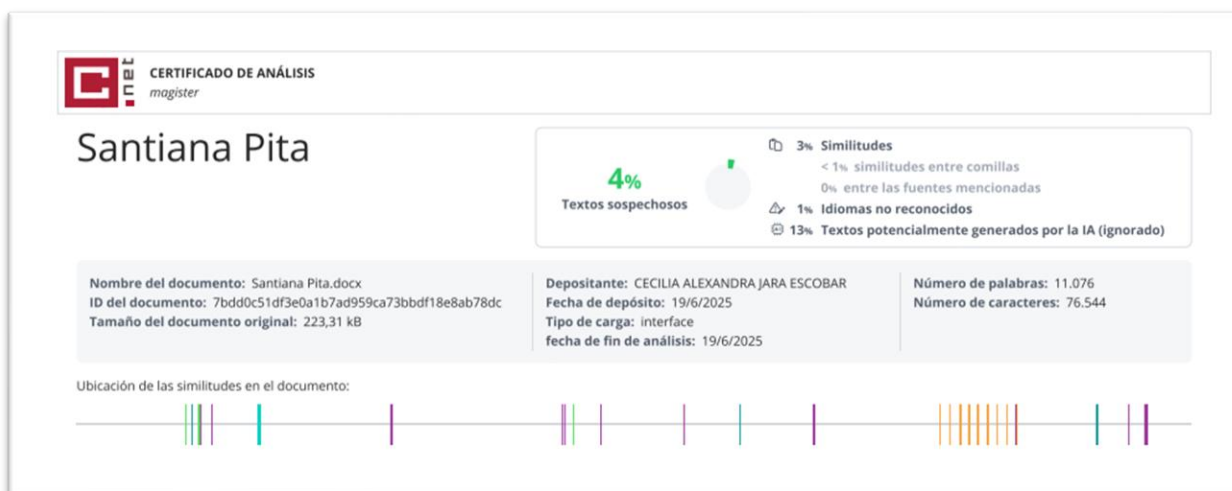 C
.net
CERTIFICADO DE ANÁLISIS
magister
Santiana Pita
4%
Textos sospechosos
3% Similitudes
< 1% similitudes entre comillas
0% entre las fuentes mencionadas
1% Idiomas no reconocidos
13% Textos potencialmente generados por la IA (ignorado)
Nombre del documento: Santiana Pita.docx
ID del documento: 7bdd0c51df3e0a1b7ad959ca73bbdf18e8ab78dc
Tamaño del documento original: 223,31 kB
Depositante: CECILIA ALEXANDRA JARA ESCOBAR
Fecha de depósito: 19/6/2025
Tipo de carga: interface
fecha de fin de análisis: 19/6/2025
Número de palabras: 11.076
Número de caracteres: 76.544
Ubicación de las similitudes en el documento: